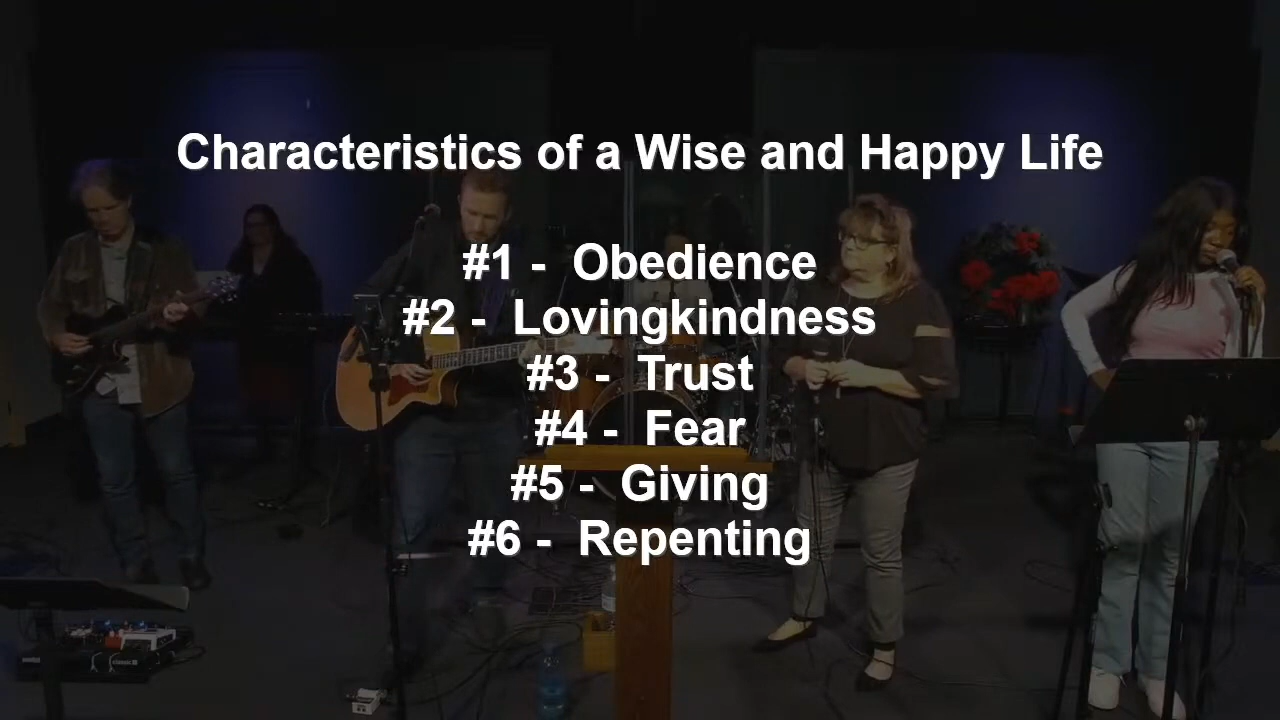 Characteristics of a Wise and Happy Life
#1 - Obedience
#2 - Lovingkindness
#3 - Trust
#4 - Fear
#5 - Giving
#6 - Repenting